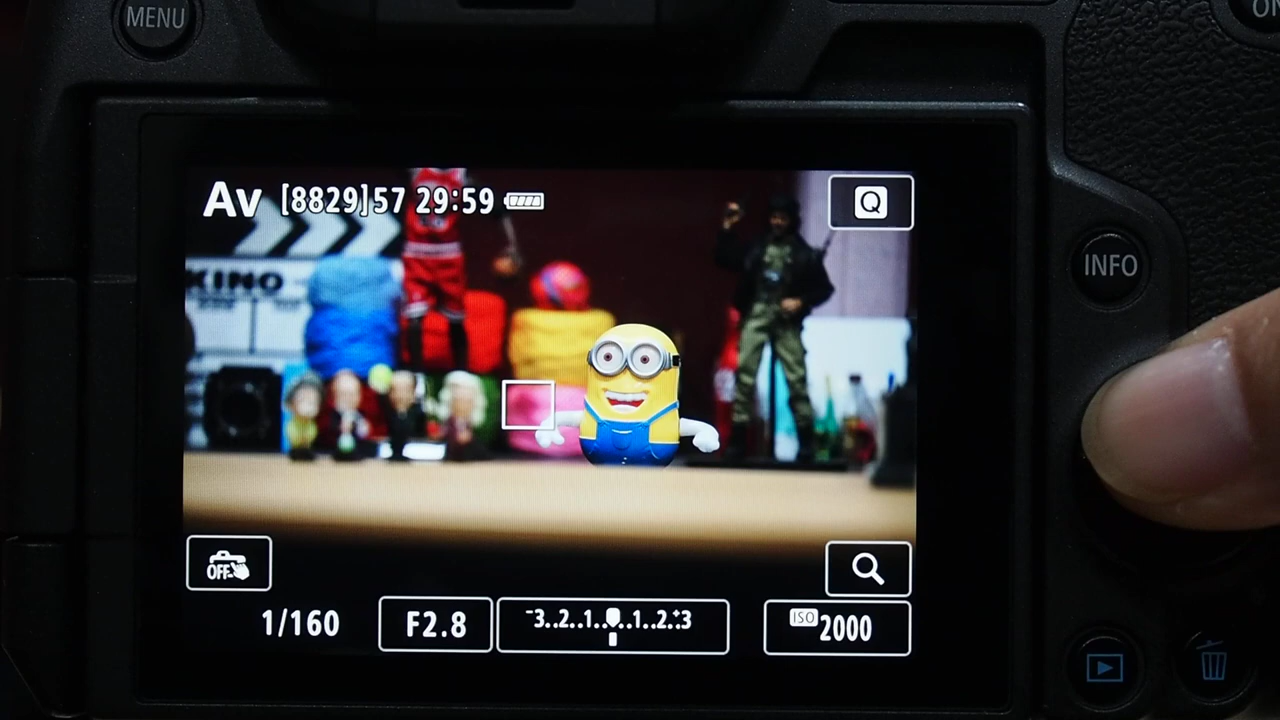 MENU
ON
Av [8829]57 29:59
Q
INFO
KINO
OFF
1/160 F2.8 -3..2..1..0..1..2..+3 ISO 2000